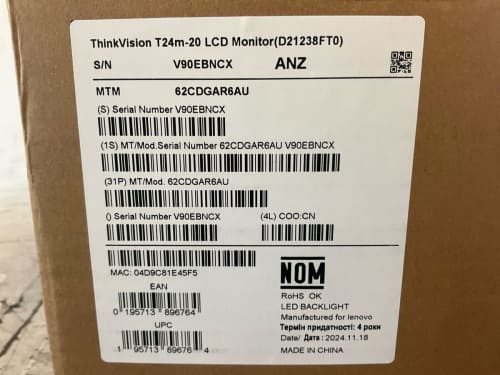 ThinkVision T24m-20 LCD Monitor(D21238FT0)
S/N V90EBNCX ANZ
MTM 62CDGAR6AU
(S) Serial Number V90EBNCX
(1S) MT/Mod.Serial Number 62CDGAR6AU V90EBNCX
(31P) MT/Mod. 62CDGAR6AU
() Serial Number V90EBNCX (4L) COO:CN
MAC: 04D9C81E45F5
EAN
0 195713 896764
UPC
1 95713 89676 4
NOM
RoHS OK
LED BACKLIGHT
Manufactured for lenovo
Термін придатності: 4 роки
Date/ Дата : 2024.11.18
MADE IN CHINA